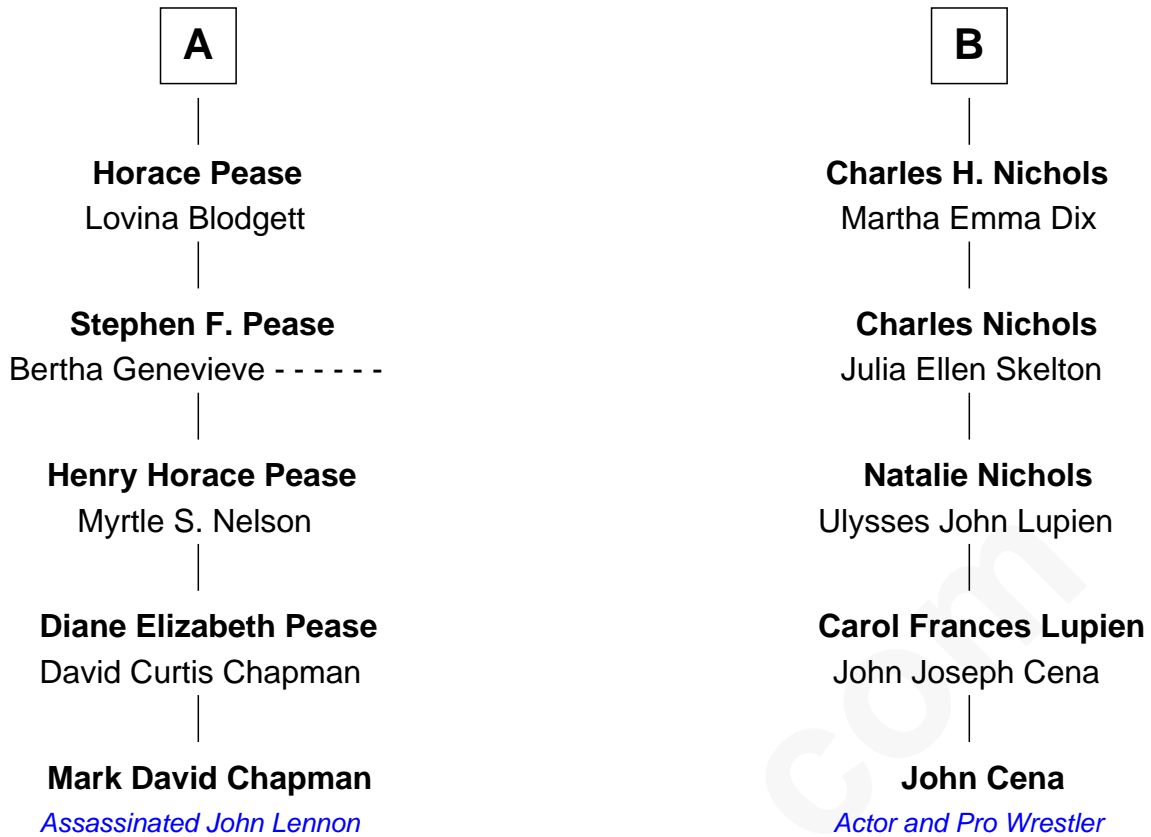 A
B
Horace Pease
Lovina Blodgett
Charles H. Nichols
Martha Emma Dix
Stephen F. Pease
Bertha Genevieve - - - - - -
Charles Nichols
Julia Ellen Skelton
Henry Horace Pease
Myrtle S. Nelson
Natalie Nichols
Ulysses John Lupien
Diane Elizabeth Pease
David Curtis Chapman
Carol Frances Lupien
John Joseph Cena
Mark David Chapman
Assassinated John Lennon
John Cena
Actor and Pro Wrestler
com